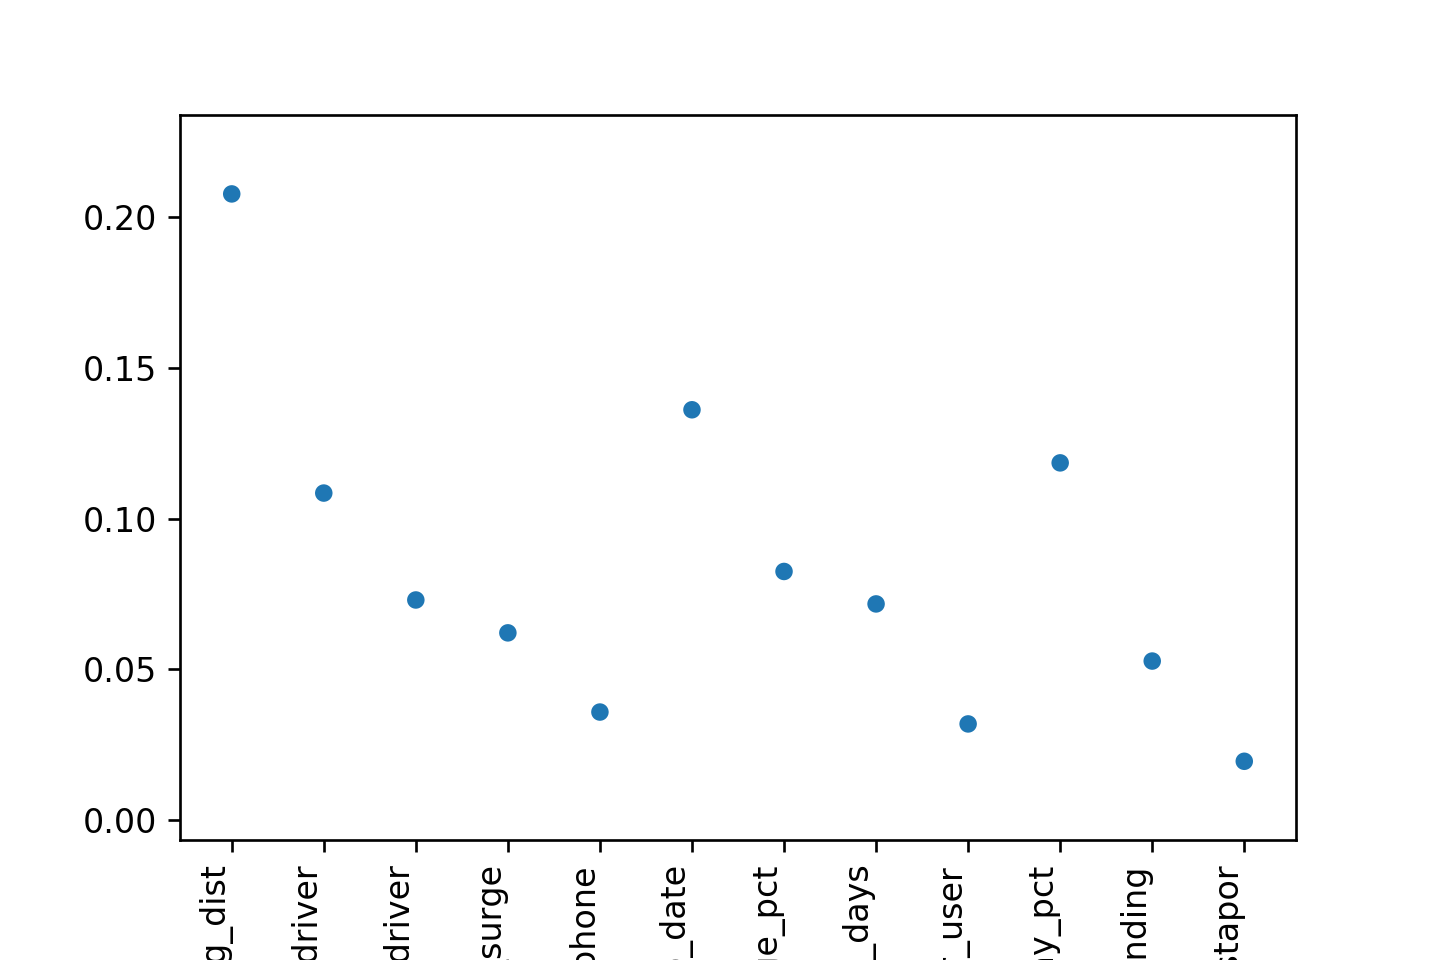 0.20
0.15
0.10
0.05
0.00
g_dist
driver
driver
surge
phone
_date
ge_pct
_days
_user
y_pct
nding
stapor